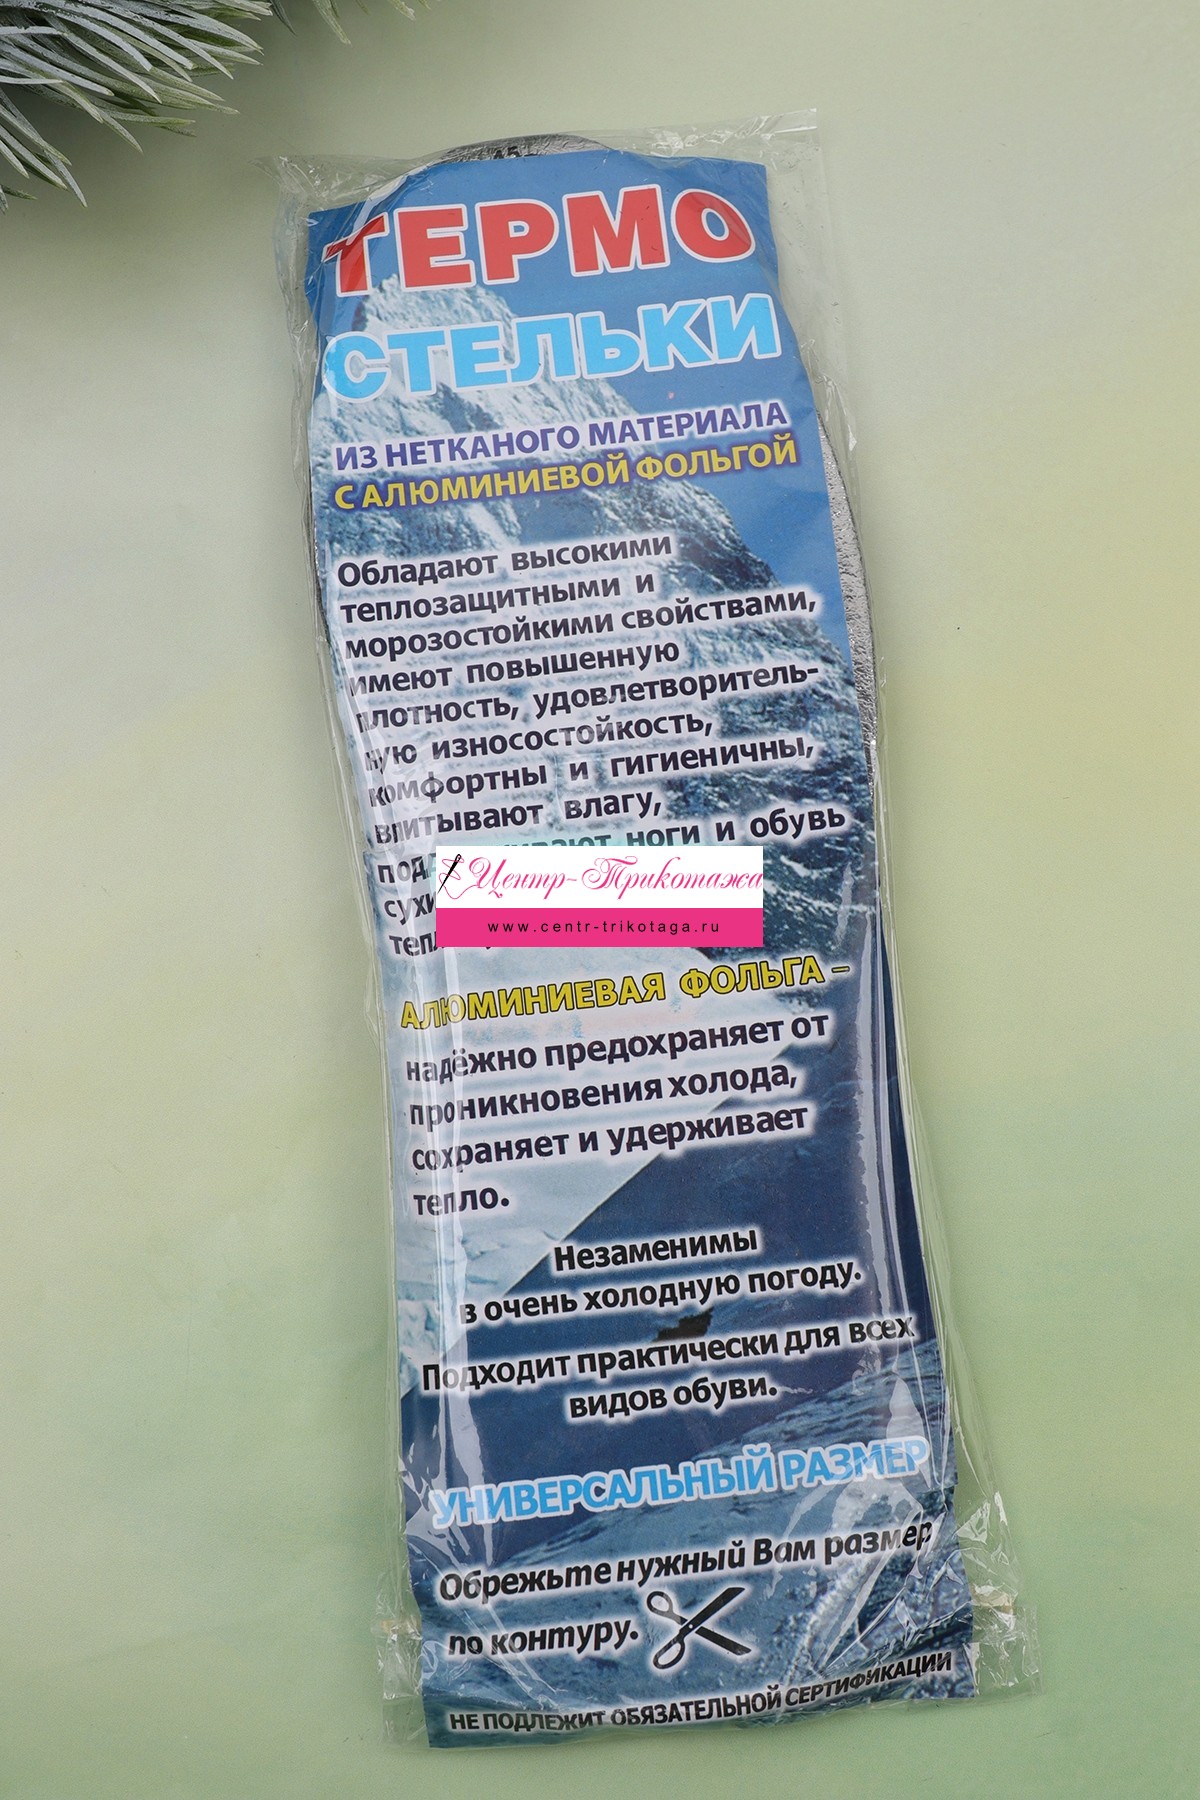 45
ТЕРМО
СТЕЛЬКИ
ИЗ НЕТКАНОГО МАТЕРИАЛА
С АЛЮМИНИЕВОЙ ФОЛЬГОЙ
Обладают высокими
теплозащитными и
морозостойкими свойствами,
имеют повышенную
плотность, удовлетворитель-
ную износостойкость,
комфортны и гигиеничны,
впитывают влагу,
ноги и обувь
Центр-Трикотажа
www.centr-trikotaga.ru
АЛЮМИНИЕВАЯ ФОЛЬГА –
надёжно предохраняет от
проникновения холода,
сохраняет и удерживает
тепло.
Незаменимы
в очень холодную погоду.
Подходит практически для всех
видов обуви.
УНИВЕРСАЛЬНЫЙ РАЗМЕР
Обрежьте нужный Вам размер
по контуру.
НЕ ПОДЛЕЖИТ ОБЯЗАТЕЛЬНОЙ СЕРТИФИКАЦИИ